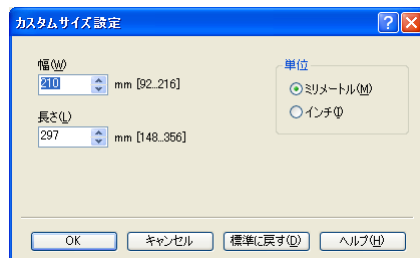 カスタムサイズ設定
幅(W)
210 mm [92...216]
長さ(L)
297 mm [148...356]
単位
ミリメートル(M)
インチ(I)
OK キャンセル 標準に戻す(D) ヘルプ(H)